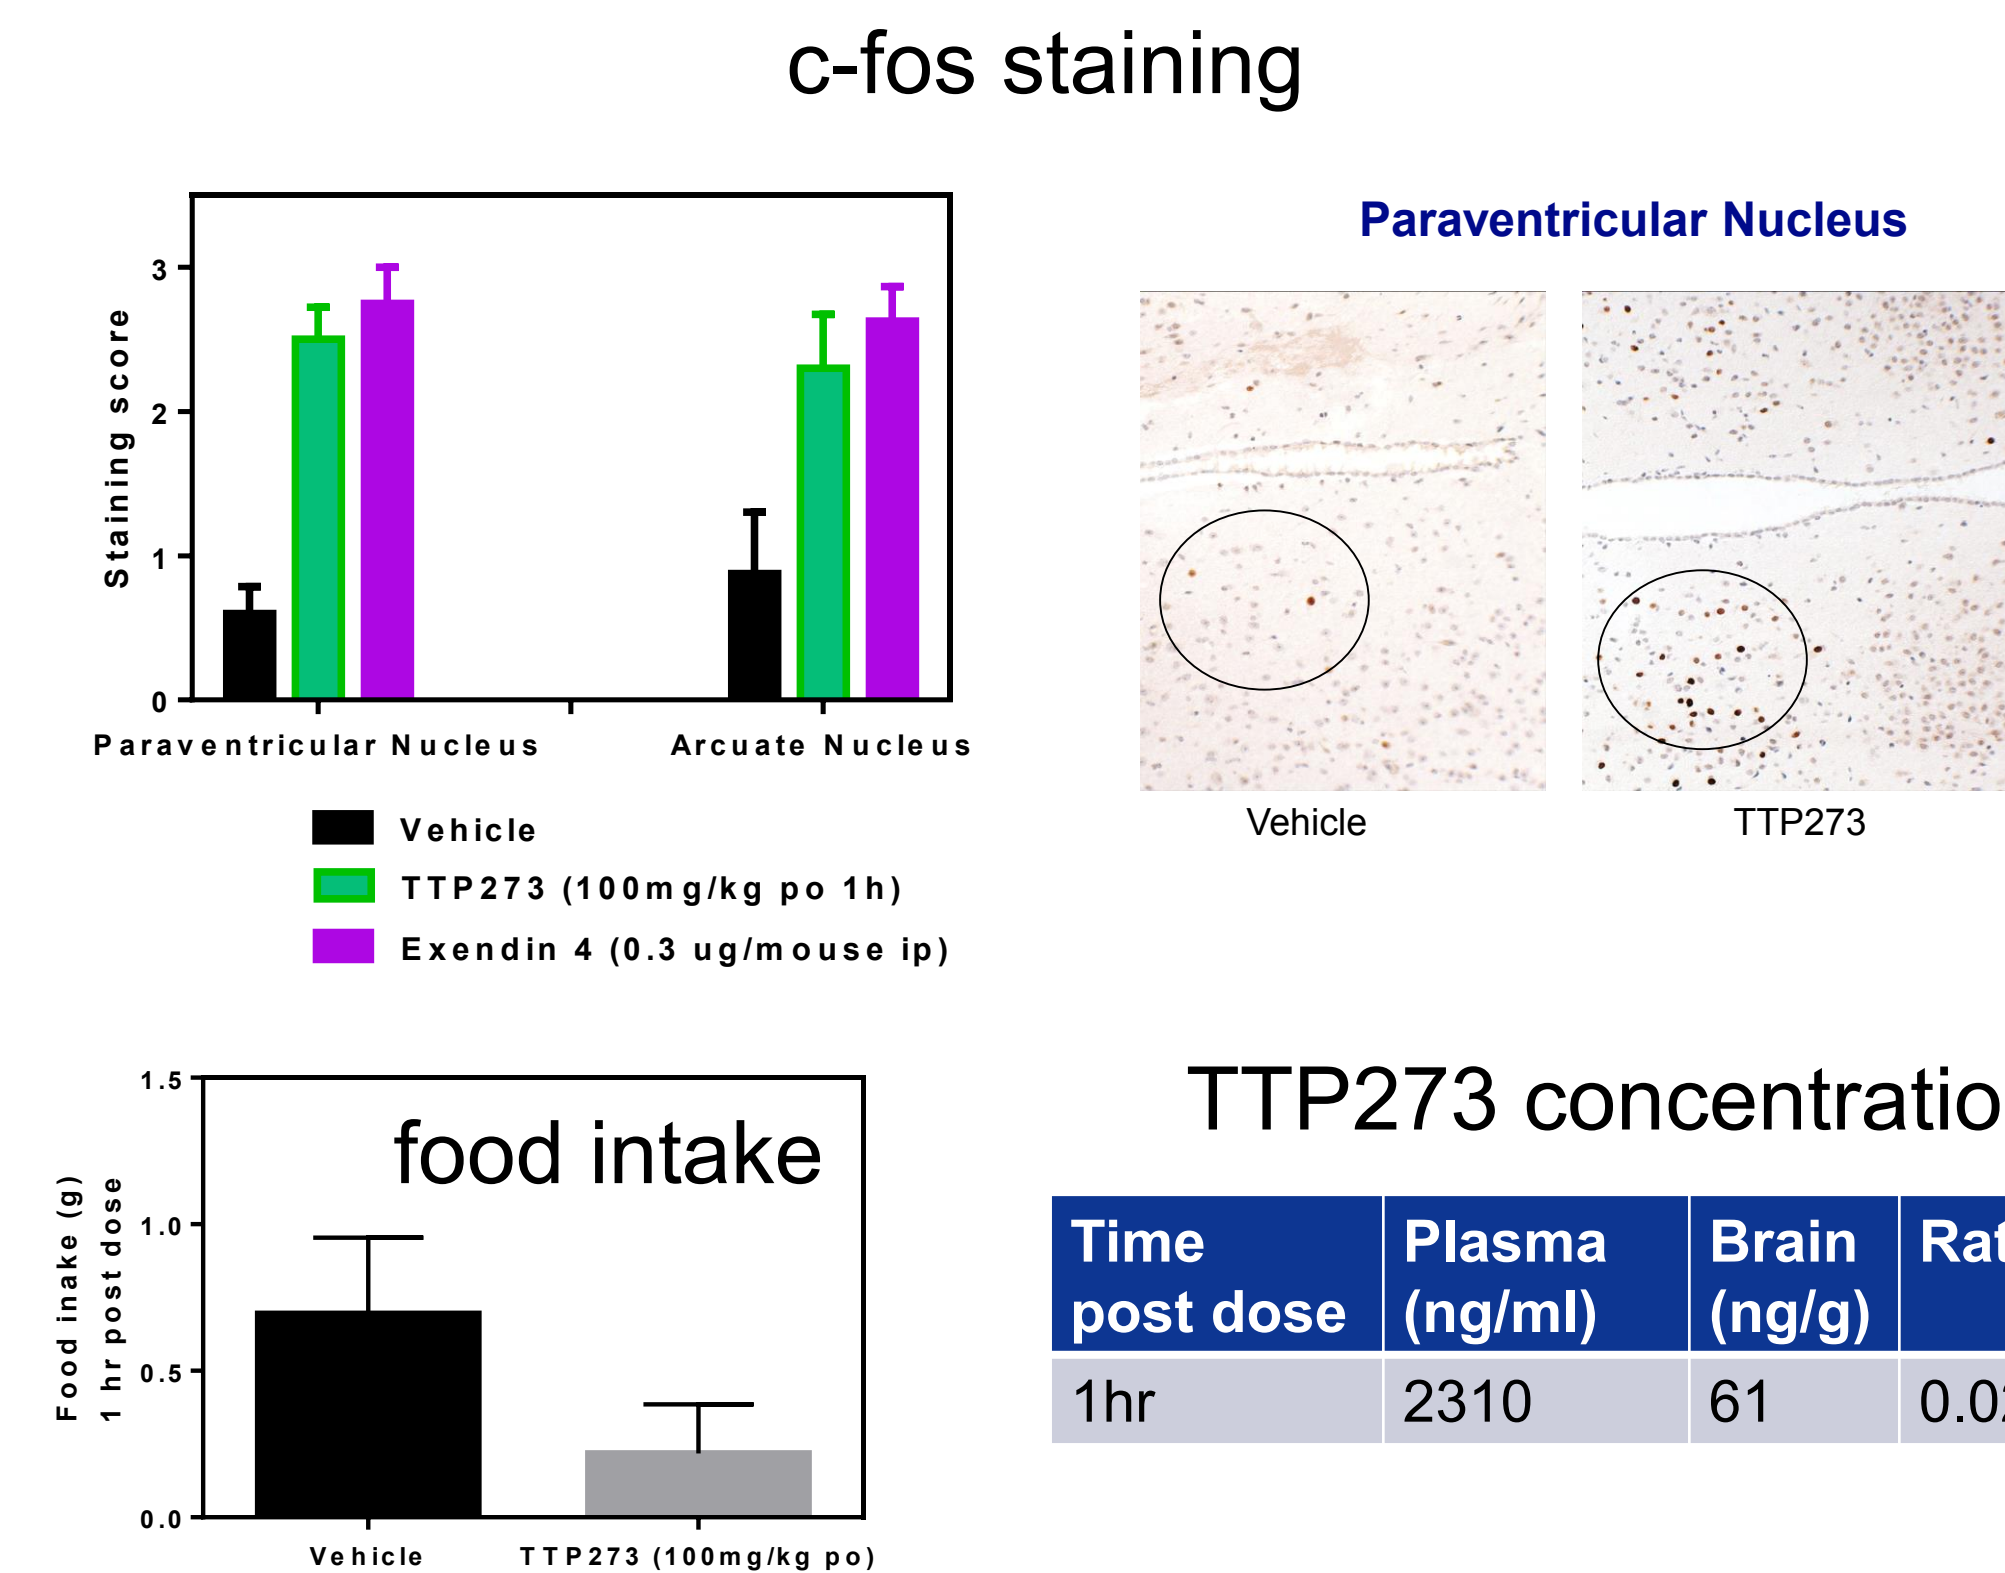 c-fos staining
Staining score
3
2
1
0
Paraventricular Nucleus
Arcuate Nucleus
Vehicle
TTP273 (100mg/kg po 1h)
Exendin 4 (0.3 ug/mouse ip)
Paraventricular Nucleus
Vehicle
TTP273
food intake
Food inake (g)
1 hr post dose
1.5
1.0
0.5
0.0
Vehicle
TTP273 (100mg/kg po)
TTP273 concentratio
Time
post dose
Plasma
(ng/ml)
Brain
(ng/g)
1hr
2310
61